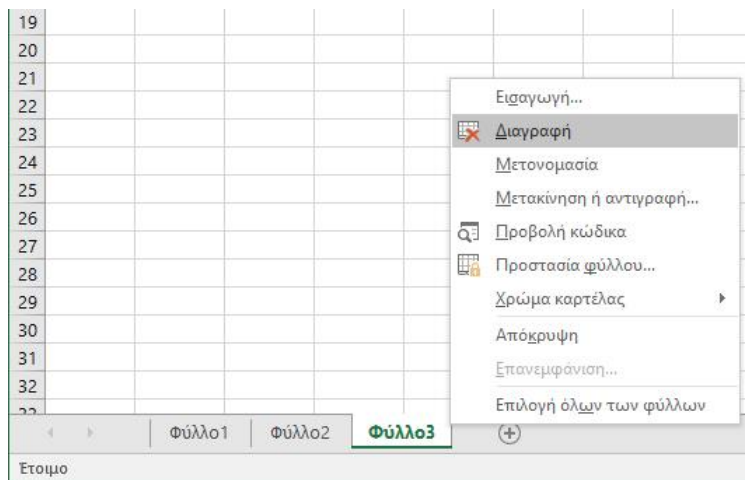 19
20
21
22
23
24
25
26
27
28
29
30
31
32
33
Εισαγωγή...
Διαγραφή
Μετονομασία
Μετακίνηση ή αντιγραφή...
Προβολή κώδικα
Προστασία φύλλου...
Χρώμα καρτέλας
Απόκρυψη
Επανεμφάνιση...
Επιλογή όλων των φύλλων
Φύλλο1 Φύλλο2 Φύλλο3
Έτοιμο